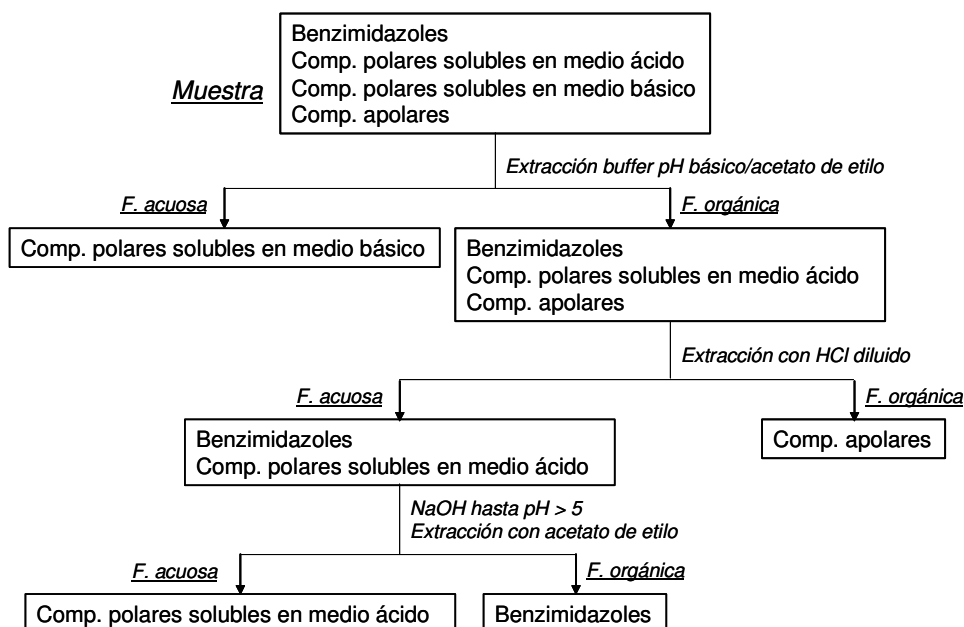 Benzimidazoles
Comp. polares solubles en medio ácido
Comp. polares solubles en medio básico
Comp. apolares
Muestra
Extracción buffer pH básico/acetato de etilo
F. acuosa
F. orgánica
Comp. polares solubles en medio básico
Benzimidazoles
Comp. polares solubles en medio ácido
Comp. apolares
Extracción con HCl diluido
F. acuosa
F. orgánica
Benzimidazoles
Comp. polares solubles en medio ácido
Comp. apolares
NaOH hasta pH > 5
Extracción con acetato de etilo
F. acuosa
F. orgánica
Comp. polares solubles en medio ácido
Benzimidazoles